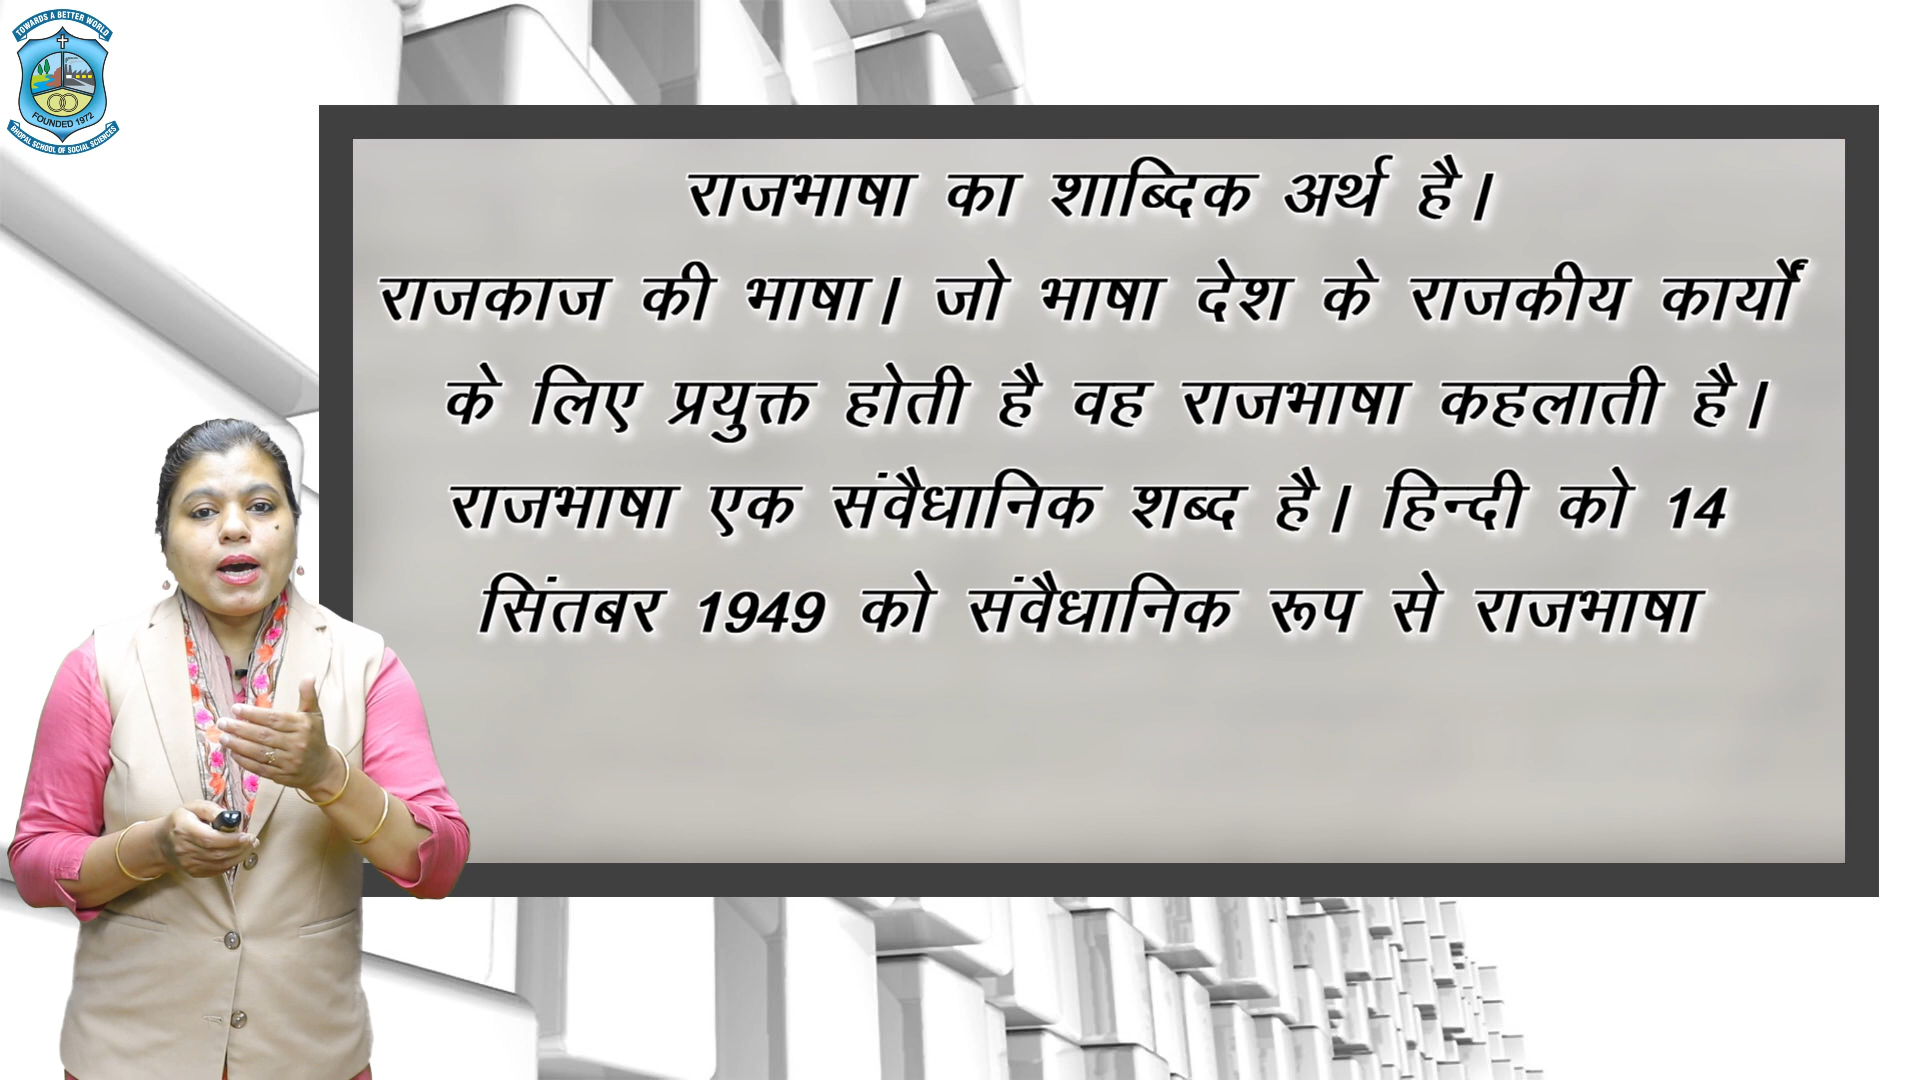 TOWARDS A BETTER WORLD
FOUNDED 1972
BHOPAL SCHOOL OF SOCIAL SCIENCES
राजभाषा का शाब्दिक अर्थ है।
राजकाज की भाषा। जो भाषा देश के राजकीय कार्यों
के लिए प्रयुक्त होती है वह राजभाषा कहलाती है।
राजभाषा एक संवैधानिक शब्द है। हिन्दी को 14
सिंतबर 1949 को संवैधानिक रूप से राजभाषा